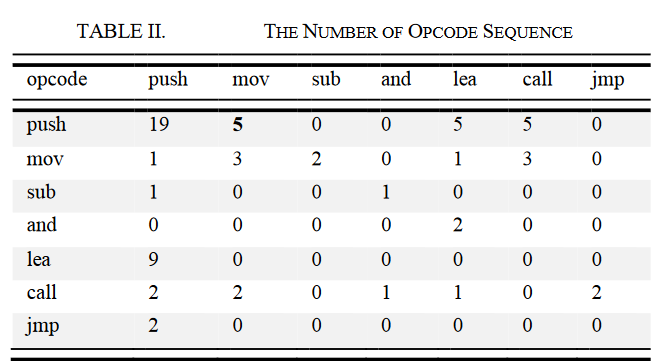 TABLE II. THE NUMBER OF OPCODE SEQUENCE
opcode push mov sub and lea call jmp
push 19 5 0 0 5 5 0
mov 1 3 2 0 1 3 0
sub 1 0 0 1 0 0 0
and 0 0 0 0 2 0 0
lea 9 0 0 0 0 0 0
call 2 2 0 1 1 0 2
jmp 2 0 0 0 0 0 0